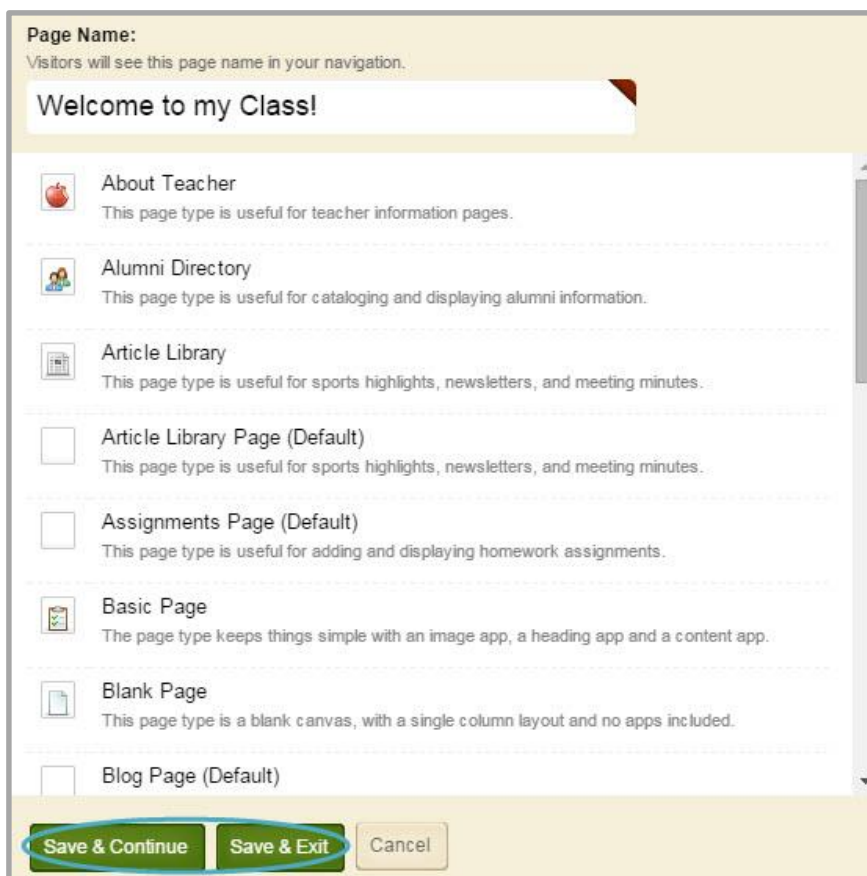 Page Name:
Visitors will see this page name in your navigation.
Welcome to my Class!
About Teacher
This page type is useful for teacher information pages.
Alumni Directory
This page type is useful for cataloging and displaying alumni information.
Article Library
This page type is useful for sports highlights, newsletters, and meeting minutes.
Article Library Page (Default)
This page type is useful for sports highlights, newsletters, and meeting minutes.
Assignments Page (Default)
This page type is useful for adding and displaying homework assignments.
Basic Page
The page type keeps things simple with an image app, a heading app and a content app.
Blank Page
This page type is a blank canvas, with a single column layout and no apps included.
Blog Page (Default)
Save & Continue Save & Exit Cancel